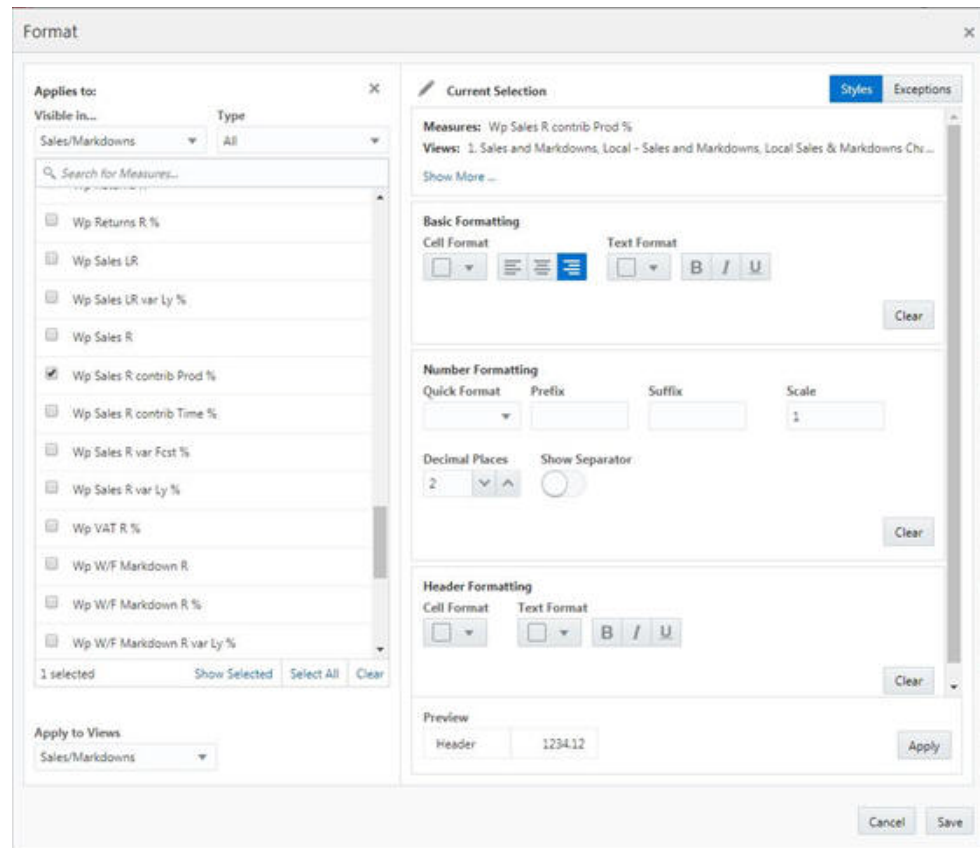 Format
Applies to:
Visible in...
Type
Sales/Markdowns
All
Search for Measures...
Wp Returns R %
Wp Sales LR
Wp Sales LR var Ly %
Wp Sales R
Wp Sales R contrib Prod %
Wp Sales R contrib Time %
Wp Sales R var Fcst %
Wp Sales R var Ly %
Wp VAT R %
Wp W/F Markdown R
Wp W/F Markdown R %
Wp W/F Markdown R var Ly %
1 selected
Show Selected
Select All
Clear
Apply to Views
Sales/Markdowns
Current Selection
Styles
Exceptions
Measures: Wp Sales R contrib Prod %
Views: 1. Sales and Markdowns, Local - Sales and Markdowns, Local Sales & Markdowns Cha...
Show More ...
Basic Formatting
Cell Format
Text Format
B I U
Clear
Number Formatting
Quick Format
Prefix
Suffix
Scale
1
Decimal Places
Show Separator
2
Clear
Header Formatting
Cell Format
Text Format
B I U
Clear
Preview
Header
1234.12
Apply
Cancel
Save